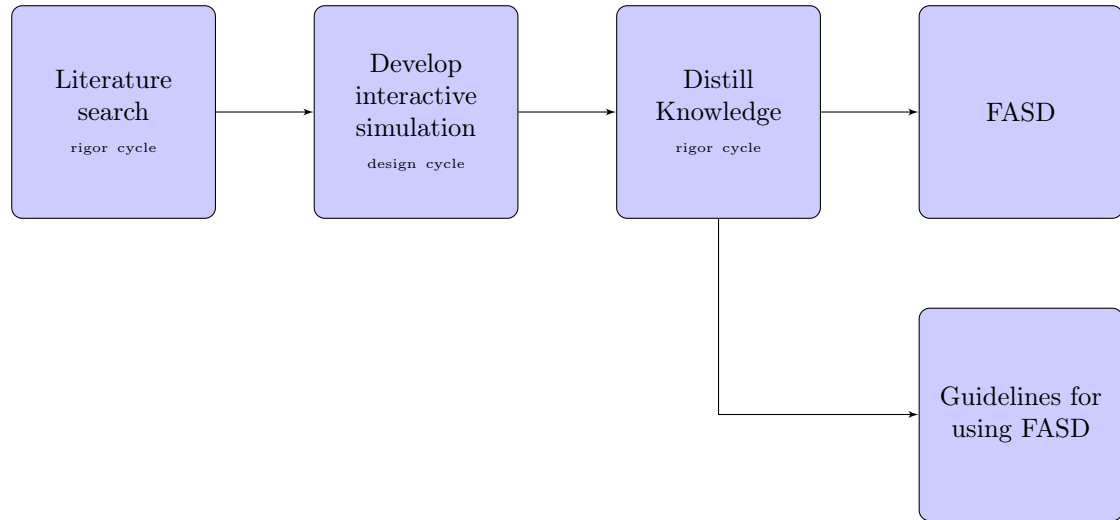 Literature
search
rigor cycle
Develop
interactive
simulation
design cycle
Distill
Knowledge
rigor cycle
FASD
Guidelines for
using FASD